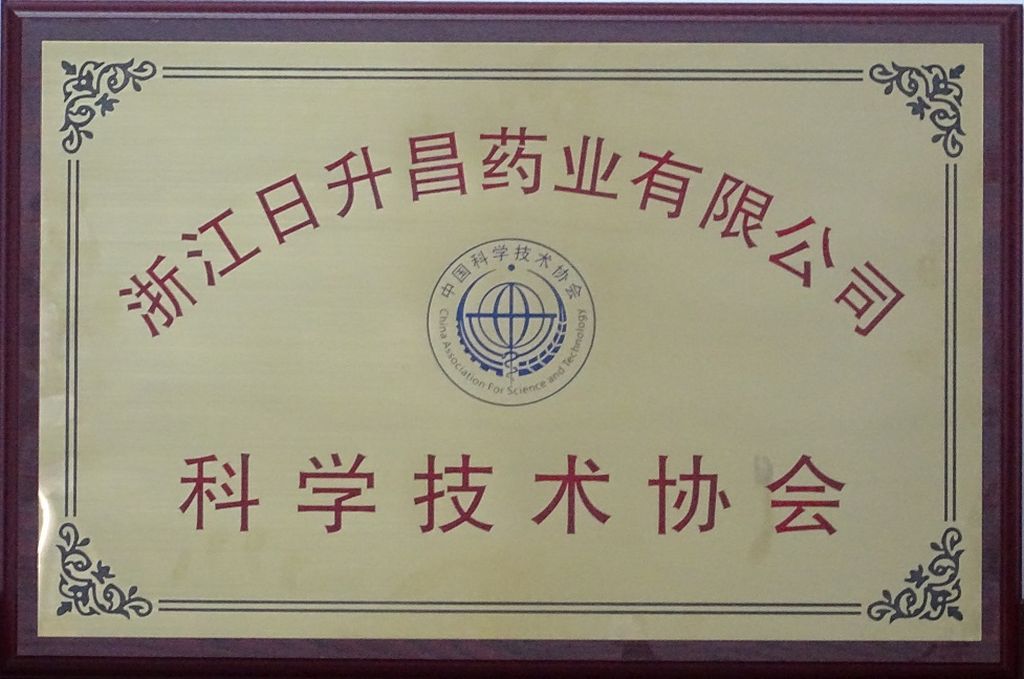 浙江日升昌药业有限公司
中国科学技术协会
China Association For Science and Technology
科学技术协会